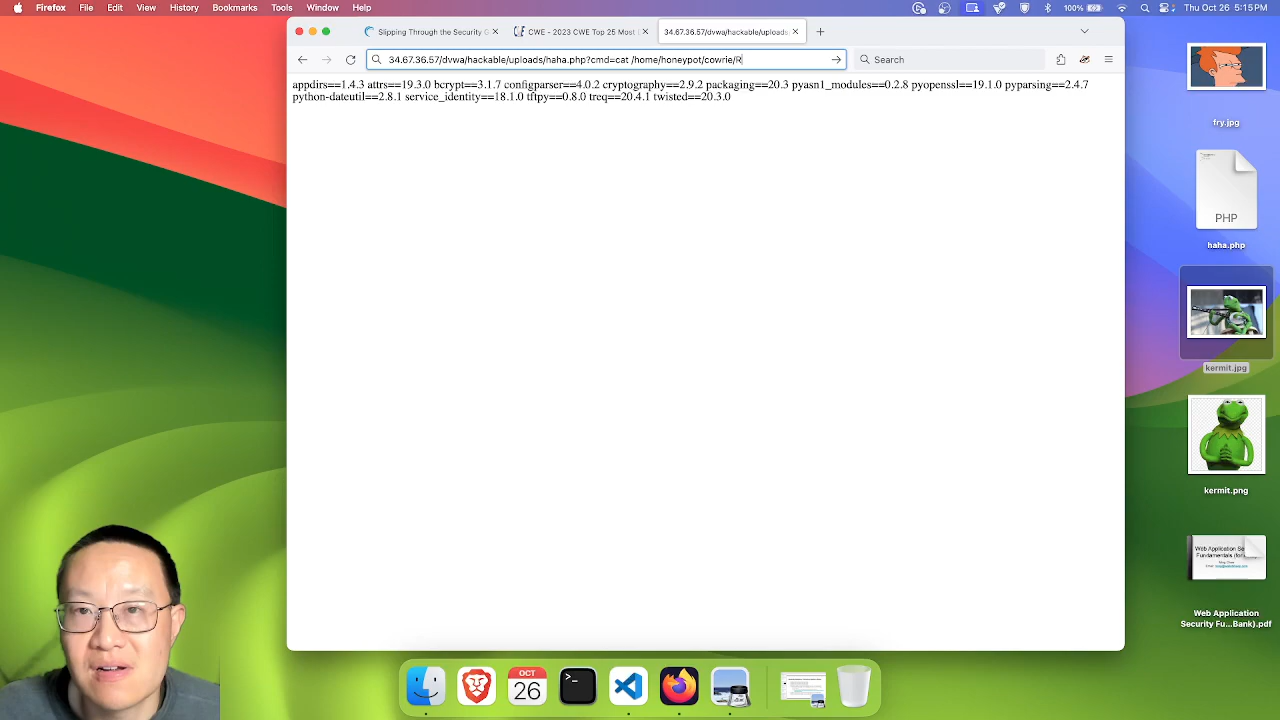 Firefox File Edit View History Bookmarks Tools Window Help 100% Thu Oct 26 5:15 PM
Slipping Through the Security G
CWE - 2023 CWE Top 25 Most D
34.67.36.57/dvwa/hackable/uploads
34.67.36.57/dvwa/hackable/uploads/haha.php?cmd=cat /home/honeypot/cowrie/R
Search
appdirs==1.4.3 attrs==19.3.0 bcrypt==3.1.7 configparser==4.0.2 cryptography==2.9.2 packaging==20.3 pyasn1_modules==0.2.8 pyopenssl==19.1.0 pyparsing==2.4.7
python-dateutil==2.8.1 service_identity==18.1.0 tftpy==0.8.0 treq==20.4.1 twisted==20.3.0
fry.jpg
PHP
haha.php
kermit.jpg
kermit.png
Web Application
Security Fu...Bank).pdf
OCT
26